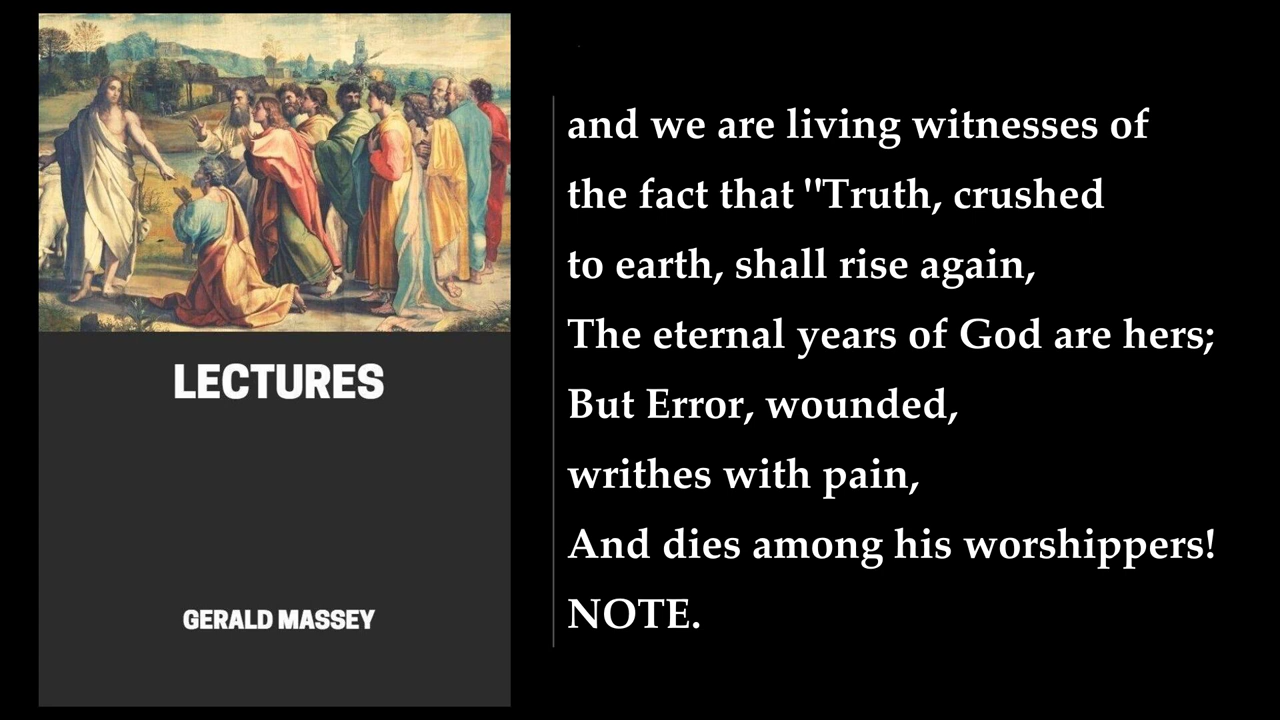 LECTURES
GERALD MASSEY
and we are living witnesses of
the fact that "Truth, crushed
to earth, shall rise again,
The eternal years of God are hers;
But Error, wounded,
writhes with pain,
And dies among his worshippers!
NOTE.